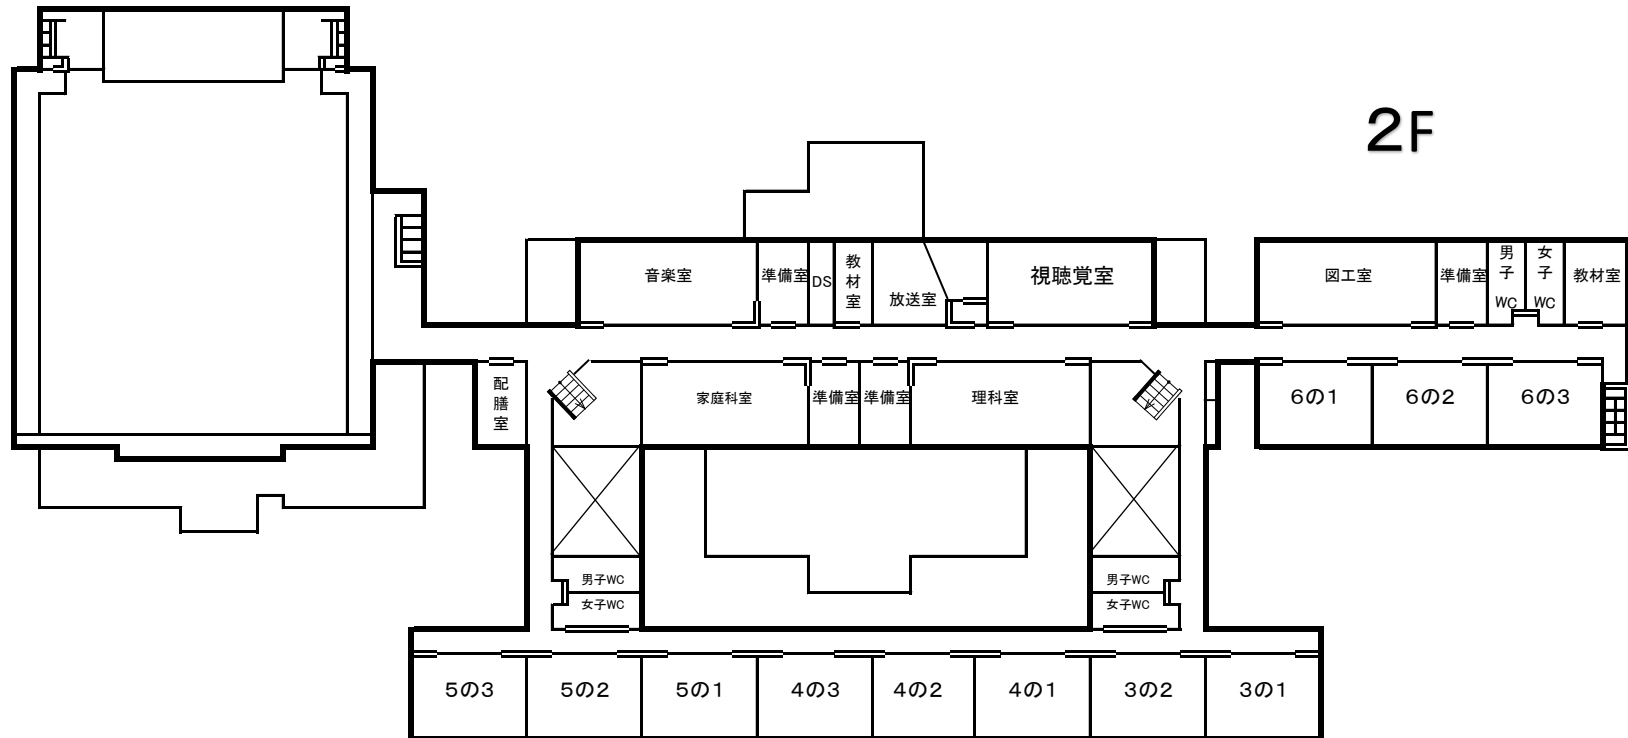 ２F
音楽室
準備室
DS
教材室
放送室
視聴覚室
図工室
準備室
男子WC
女子WC
教材室
配膳室
家庭科室
準備室
準備室
理科室
６の１
６の２
６の３
男子WC
女子WC
男子WC
女子WC
５の３
５の２
５の１
４の３
４の２
４の１
３の２
３の１